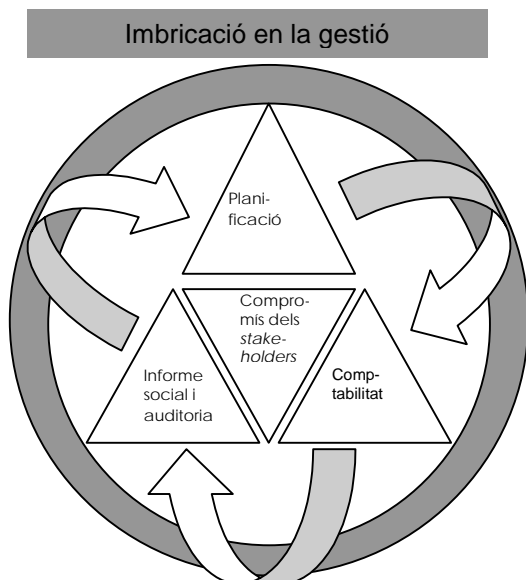 Imbricació en la gestió
Plani-
ficació
Compro-
mís dels
stake-
holders
Informe
social i
auditoria
Comp-
tabilitat